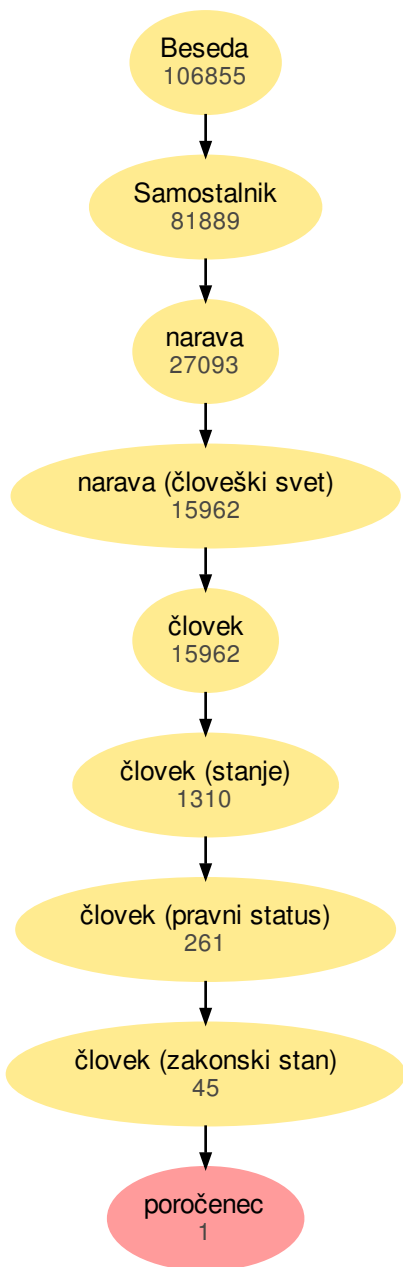 Beseda
106855
Samostalnik
81889
narava
27093
narava (človeški svet)
15962
človek
15962
človek (stanje)
1310
človek (pravni status)
261
človek (zakonski stan)
45
poročenec
1